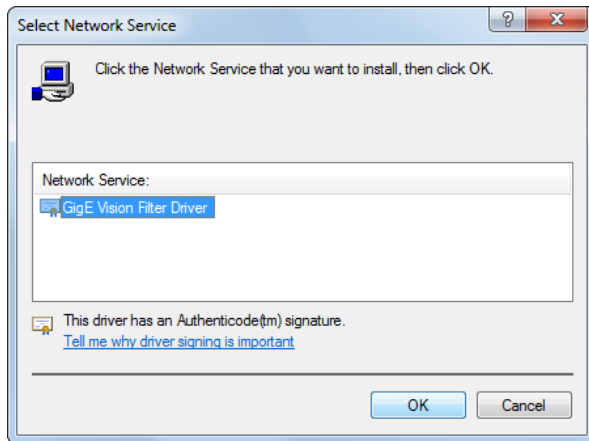 Select Network Service
Click the Network Service that you want to install, then click OK.
Network Service:
GigE Vision Filter Driver
This driver has an Authenticode(tm) signature.
Tell me why driver signing is important
OK
Cancel